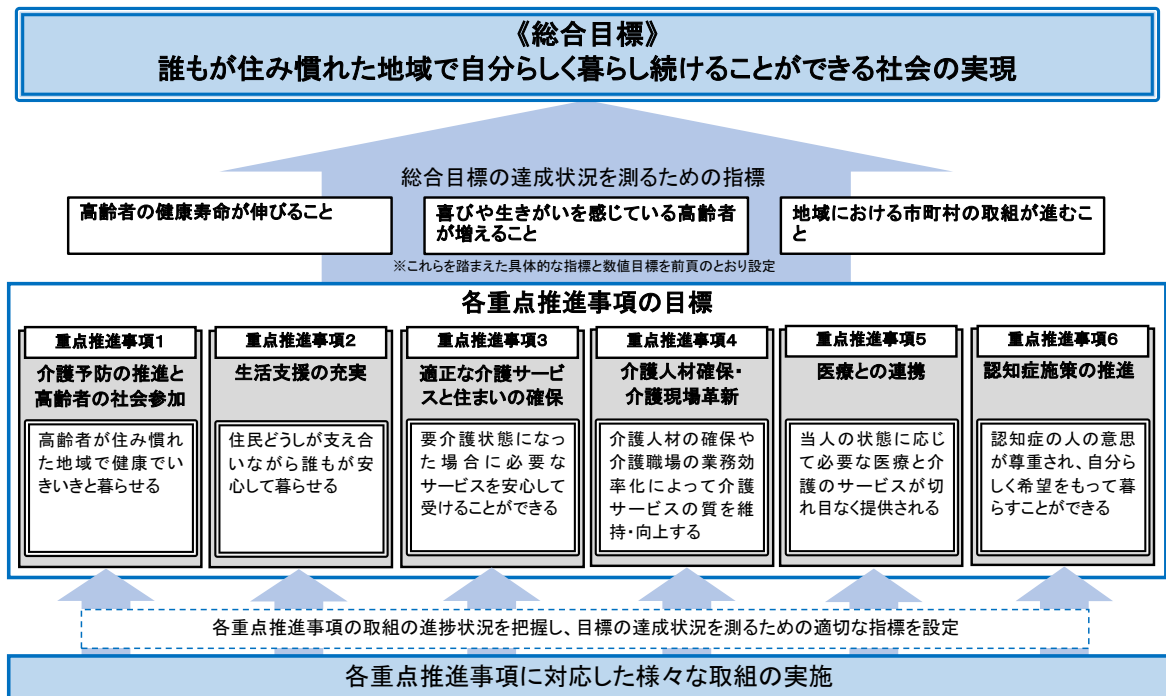 《総合目標》
誰もが住み慣れた地域で自分らしく暮らし続けることができる社会の実現
総合目標の達成状況を測るための指標
高齢者の健康寿命が伸びること
喜びや生きがいを感じている高齢者
が増えること
地域における市町村の取組が進むこ
と
※これらを踏まえた具体的な指標と数値目標を前頁のとおり設定
各重点推進事項の目標
重点推進事項1
介護予防の推進と
高齢者の社会参加
高齢者が住み慣れ
た地域で健康でい
きいきと暮らせる
重点推進事項2
生活支援の充実
住民どうしが支え合
いながら誰もが安
心して暮らせる
重点推進事項3
適正な介護サービ
スと住まいの確保
要介護状態になっ
た場合に必要な
サービスを安心して
受けることができる
重点推進事項4
介護人材確保・
介護現場革新
介護人材の確保や
介護職場の業務効
率化によって介護
サービスの質を維
持・向上する
重点推進事項5
医療との連携
当人の状態に応じ
て必要な医療と介
護のサービスが切
れ目なく提供される
重点推進事項6
認知症施策の推進
認知症の人の意思
が尊重され、自分ら
しく希望をもって暮
らすことができる
各重点推進事項の取組の進捗状況を把握し、目標の達成状況を測るための適切な指標を設定
各重点推進事項に対応した様々な取組の実施